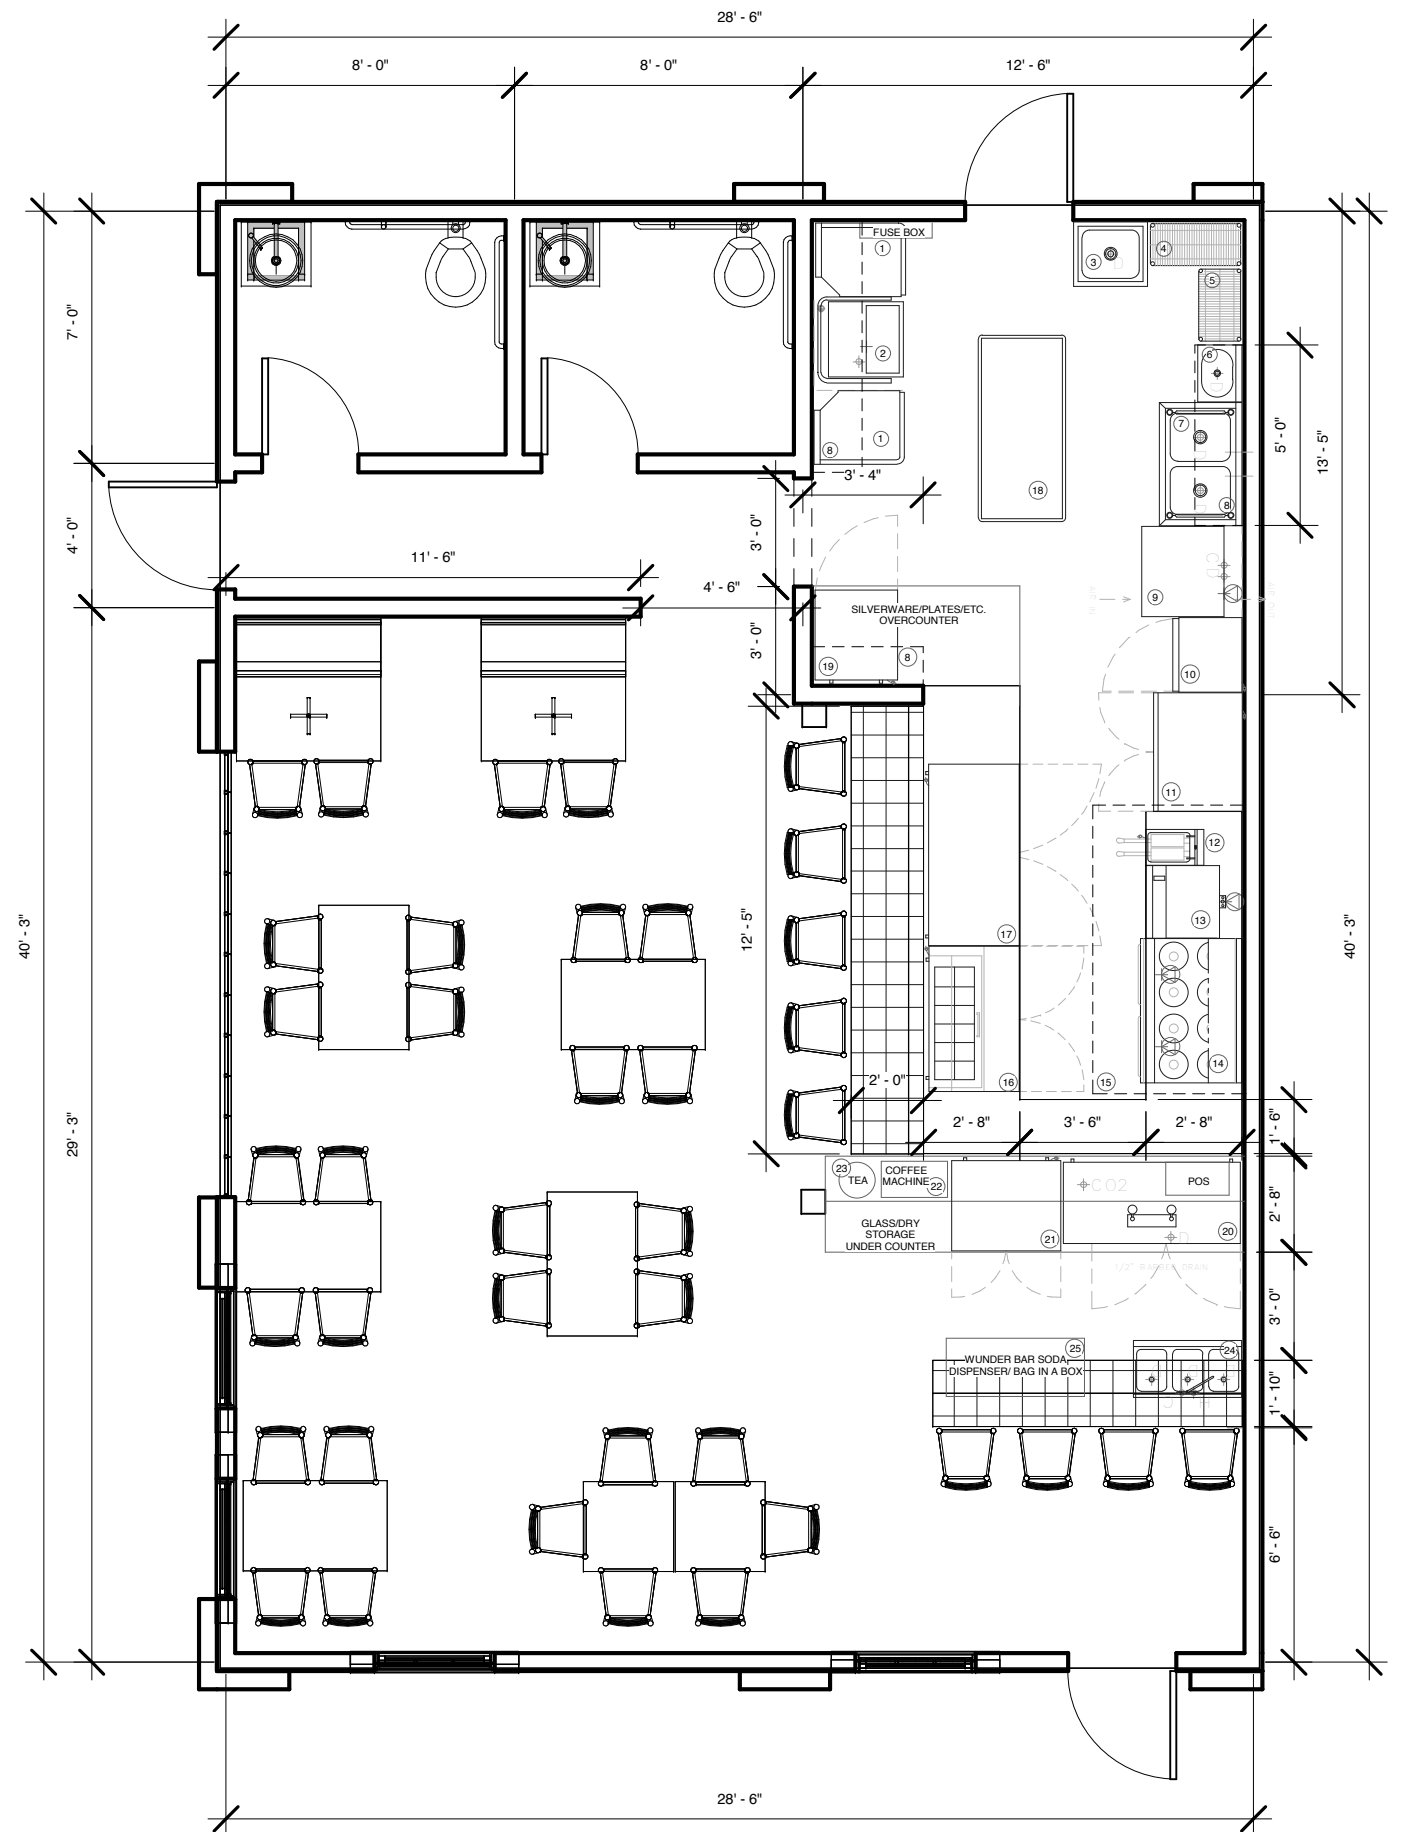 28' - 6"
8' - 0"
8' - 0"
12' - 6"
FUSE BOX
1
3
4
5
2
6
7' - 0"
7
5' - 0"
13' - 5"
1
8
3' - 4"
18
8
4' - 0"
3' - 0"
11' - 6"
4' - 6"
CD
9
SILVERWARE/PLATES/ETC.
OVERCOUNTER
3' - 0"
19
8
10
11
12
40' - 3"
12' - 5"
17
13
40' - 3"
14
16
15
2' - 0"
29' - 3"
2' - 8"
3' - 6"
2' - 8"
1' - 6"
23
TEA
COFFEE
MACHINE
22
CO2
POS
2' - 8"
GLASS/DRY
STORAGE
UNDER COUNTER
21
20
D
1/2" BARBED DRAIN
3' - 0"
25
WUNDER BAR SODA
DISPENSER/ BAG IN A BOX
24
1' - 10"
C H
6' - 6"
28' - 6"